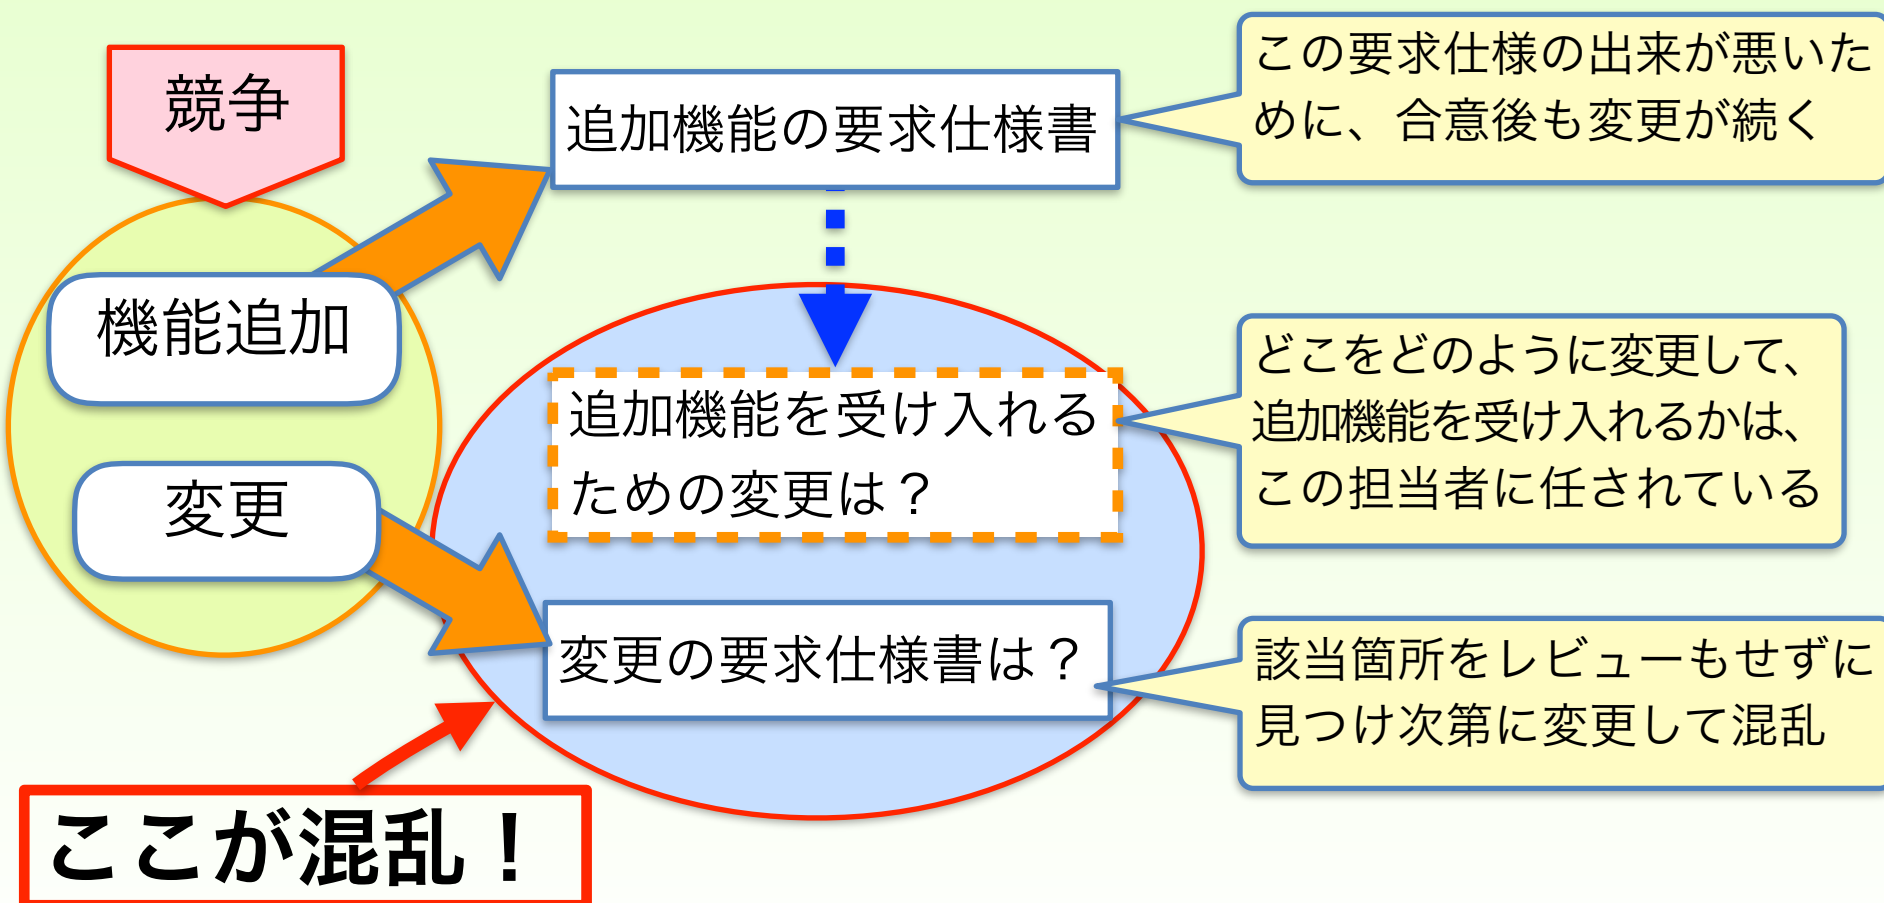 競争
機能追加
変更
追加機能の要求仕様書
この要求仕様の出来が悪いた
めに、合意後も変更が続く
追加機能を受け入れる
ための変更は？
どこをどのように変更して、
追加機能を受け入れるかは、
この担当者に任されている
変更の要求仕様書は？
該当箇所をレビューもせずに
見つけ次第に変更して混乱
ここが混乱！